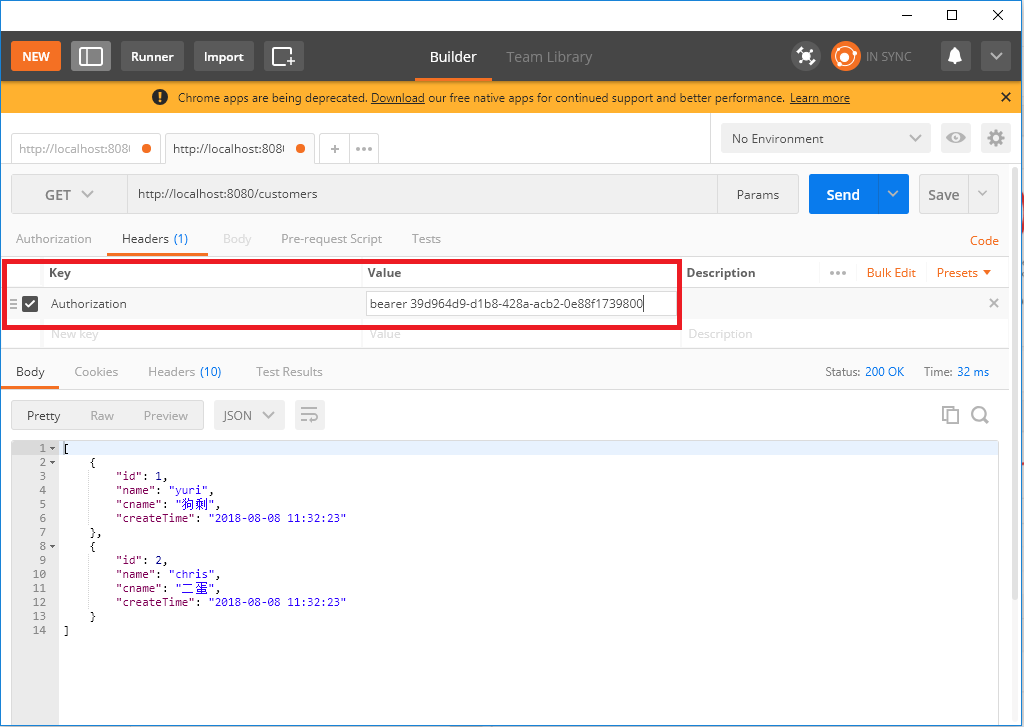 NEW Runner Import Builder Team Library IN SYNC
Chrome apps are being deprecated. Download our free native apps for continued support and better performance. Learn more
http://localhost:808 http://localhost:808 + ••• No Environment
GET http://localhost:8080/customers Params Send Save
Authorization Headers (1) Body Pre-request Script Tests Code
Key Value Description ••• Bulk Edit Presets
Authorization bearer 39d964d9-d1b8-428a-acb2-0e88f1739800
New key Value Description
Body Cookies Headers (10) Test Results Status: 200 OK Time: 32 ms
Pretty Raw Preview JSON
1 [
2 {
3 "id": 1,
4 "name": "yuri",
5 "cname": "狗剩",
6 "createTime": "2018-08-08 11:32:23"
7 },
8 {
9 "id": 2,
10 "name": "chris",
11 "cname": "二蛋",
12 "createTime": "2018-08-08 11:32:23"
13 }
14 ]